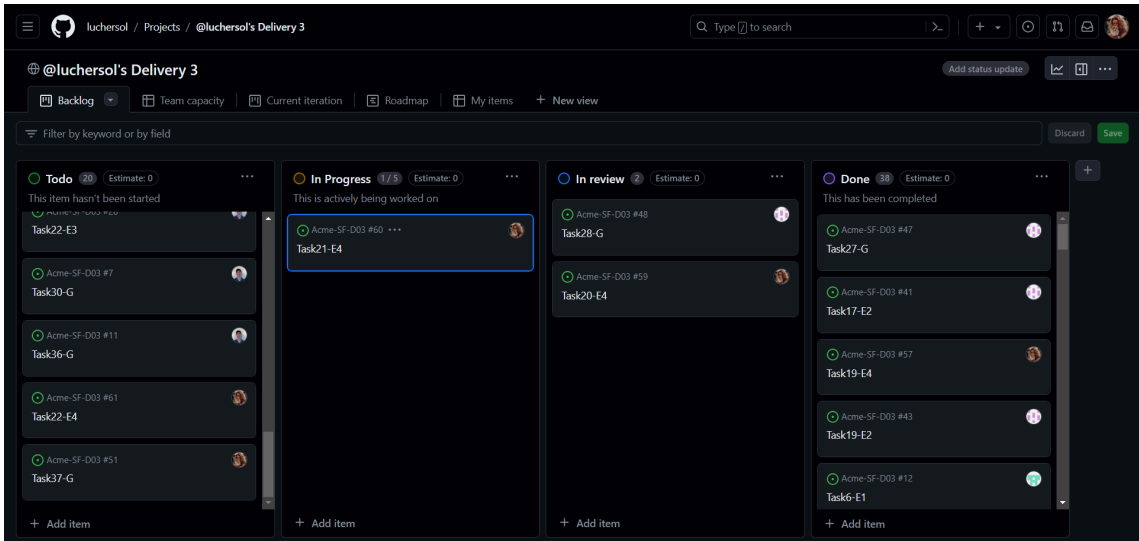 luchersol / Projects / @luchersol's Delivery 3
Type / to search
@luchersol's Delivery 3
Add status update
Backlog
Team capacity
Current iteration
Roadmap
My items
+ New view
Filter by keyword or by field
Discard
Save
Todo 20 Estimate: 0
This item hasn't been started
Task22-E3
Acme-SF-D03 #7
Task30-G
Acme-SF-D03 #11
Task36-G
Acme-SF-D03 #61
Task22-E4
Acme-SF-D03 #51
Task37-G
+ Add item
In Progress 1 / 5 Estimate: 0
This is actively being worked on
Acme-SF-D03 #60
Task21-E4
+ Add item
In review 2 Estimate: 0
Acme-SF-D03 #48
Task28-G
Acme-SF-D03 #59
Task20-E4
+ Add item
Done 38 Estimate: 0
This has been completed
Acme-SF-D03 #47
Task27-G
Acme-SF-D03 #41
Task17-E2
Acme-SF-D03 #57
Task19-E4
Acme-SF-D03 #43
Task19-E2
Acme-SF-D03 #12
Task6-E1
+ Add item